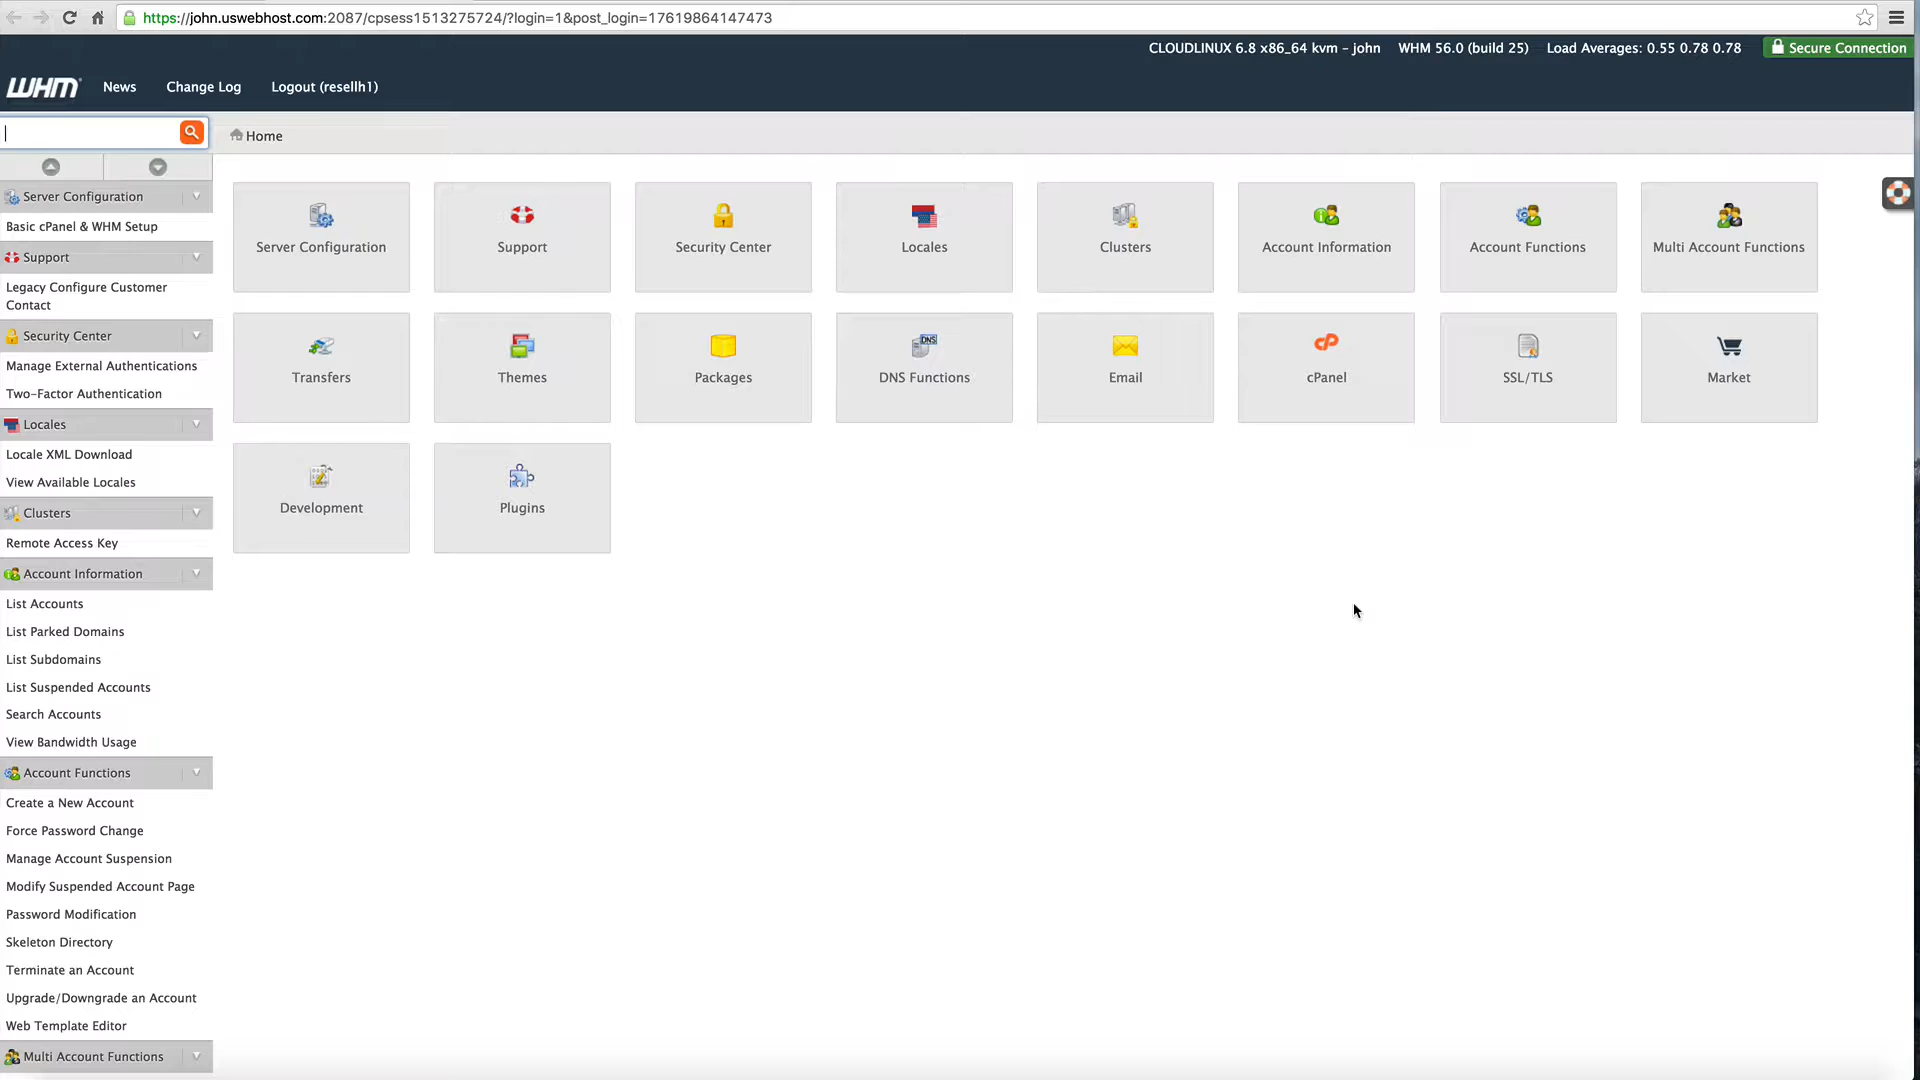 https://john.uswebhost.com:2087/cpsess1513275724/?login=1&post_login=17619864147473
CLOUDLINUX 6.8 x86_64 kvm – john WHM 56.0 (build 25) Load Averages: 0.55 0.78 0.78 Secure Connection
WHM News Change Log Logout (resellh1)
Home
Server Configuration
Basic cPanel & WHM Setup
Support
Legacy Configure Customer
Contact
Security Center
Manage External Authentications
Two-Factor Authentication
Locales
Locale XML Download
View Available Locales
Clusters
Remote Access Key
Account Information
List Accounts
List Parked Domains
List Subdomains
List Suspended Accounts
Search Accounts
View Bandwidth Usage
Account Functions
Create a New Account
Force Password Change
Manage Account Suspension
Modify Suspended Account Page
Password Modification
Skeleton Directory
Terminate an Account
Upgrade/Downgrade an Account
Web Template Editor
Multi Account Functions
Server Configuration Support Security Center Locales Clusters Account Information Account Functions Multi Account Functions
DNS
cP
Transfers Themes Packages DNS Functions Email cPanel SSL/TLS Market
Development Plugins